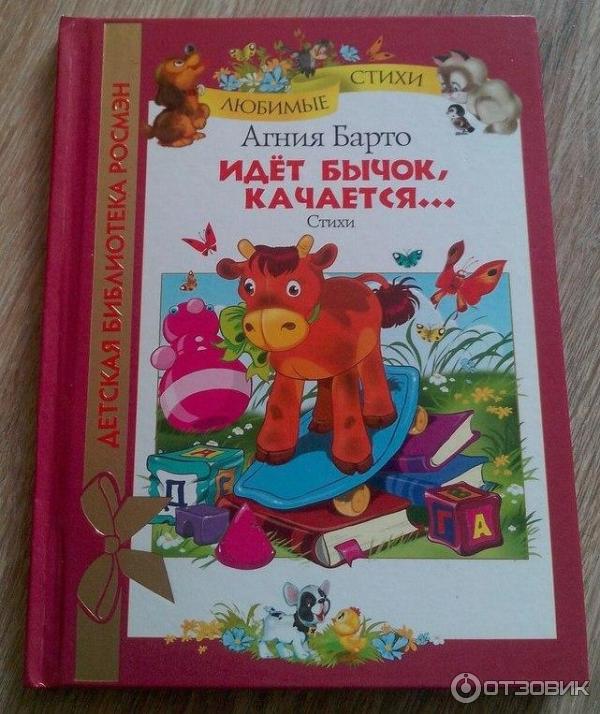 ДЕТСКАЯ БИБЛИОТЕКА РОСМЭН
ЛЮБИМЫЕ СТИХИ
Агния Барто
ИДЁТ БЫЧОК,
КАЧАЕТСЯ...
Стихи
Д
А
Е
В
Г
А
ОТЗОВИК